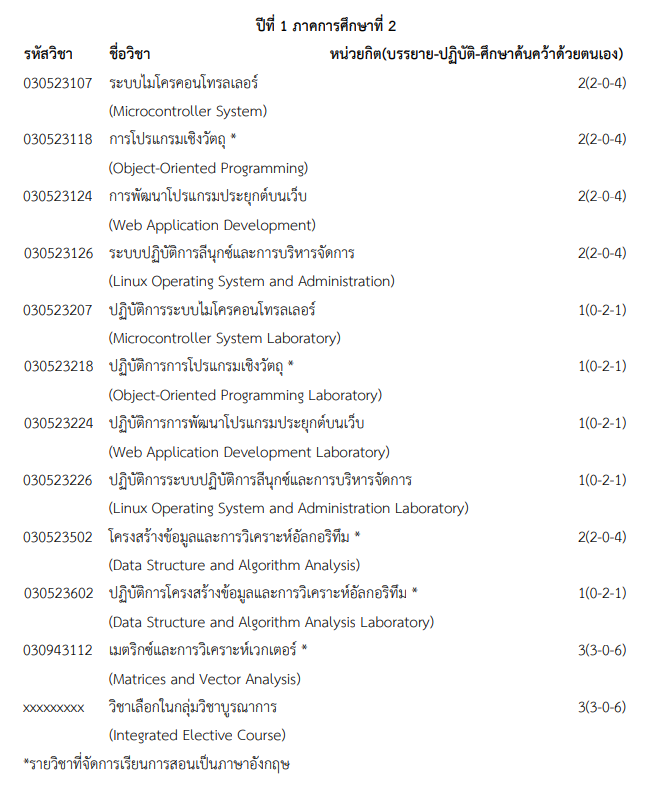 ปีที่ 1 ภาคการศึกษาที่ 2
รหัสวิชา ชื่อวิชา หน่วยกิต(บรรยาย-ปฏิบัติ-ศึกษาค้นคว้าด้วยตนเอง)
030523107 ระบบไมโครคอนโทรลเลอร์ 2(2-0-4)
(Microcontroller System)
030523118 การโปรแกรมเชิงวัตถุ * 2(2-0-4)
(Object-Oriented Programming)
030523124 การพัฒนาโปรแกรมประยุกต์บนเว็บ 2(2-0-4)
(Web Application Development)
030523126 ระบบปฏิบัติการลีนุกซ์และการบริหารจัดการ 2(2-0-4)
(Linux Operating System and Administration)
030523207 ปฏิบัติการระบบไมโครคอนโทรลเลอร์ 1(0-2-1)
(Microcontroller System Laboratory)
030523218 ปฏิบัติการการโปรแกรมเชิงวัตถุ * 1(0-2-1)
(Object-Oriented Programming Laboratory)
030523224 ปฏิบัติการการพัฒนาโปรแกรมประยุกต์บนเว็บ 1(0-2-1)
(Web Application Development Laboratory)
030523226 ปฏิบัติการระบบปฏิบัติการลีนุกซ์และการบริหารจัดการ 1(0-2-1)
(Linux Operating System and Administration Laboratory)
030523502 โครงสร้างข้อมูลและการวิเคราะห์อัลกอริทึม * 2(2-0-4)
(Data Structure and Algorithm Analysis)
030523602 ปฏิบัติการโครงสร้างข้อมูลและการวิเคราะห์อัลกอริทึม * 1(0-2-1)
(Data Structure and Algorithm Analysis Laboratory)
030943112 เมตริกซ์และการวิเคราะห์เวกเตอร์ * 3(3-0-6)
(Matrices and Vector Analysis)
xxxxxxxxx วิชาเลือกในกลุ่มวิชาบูรณาการ 3(3-0-6)
(Integrated Elective Course)
*รายวิชาที่จัดการเรียนการสอนเป็นภาษาอังกฤษ